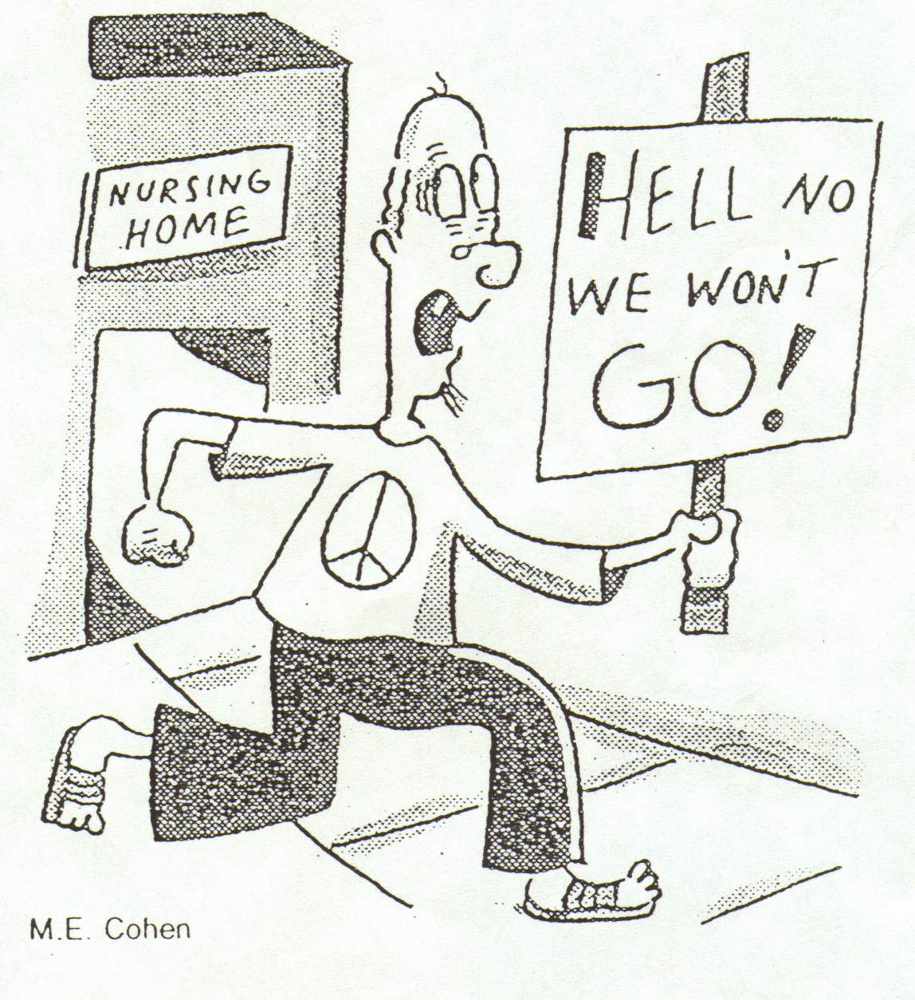 NURSING
HOME
HELL NO
WE WON'T
GO!
M.E. Cohen